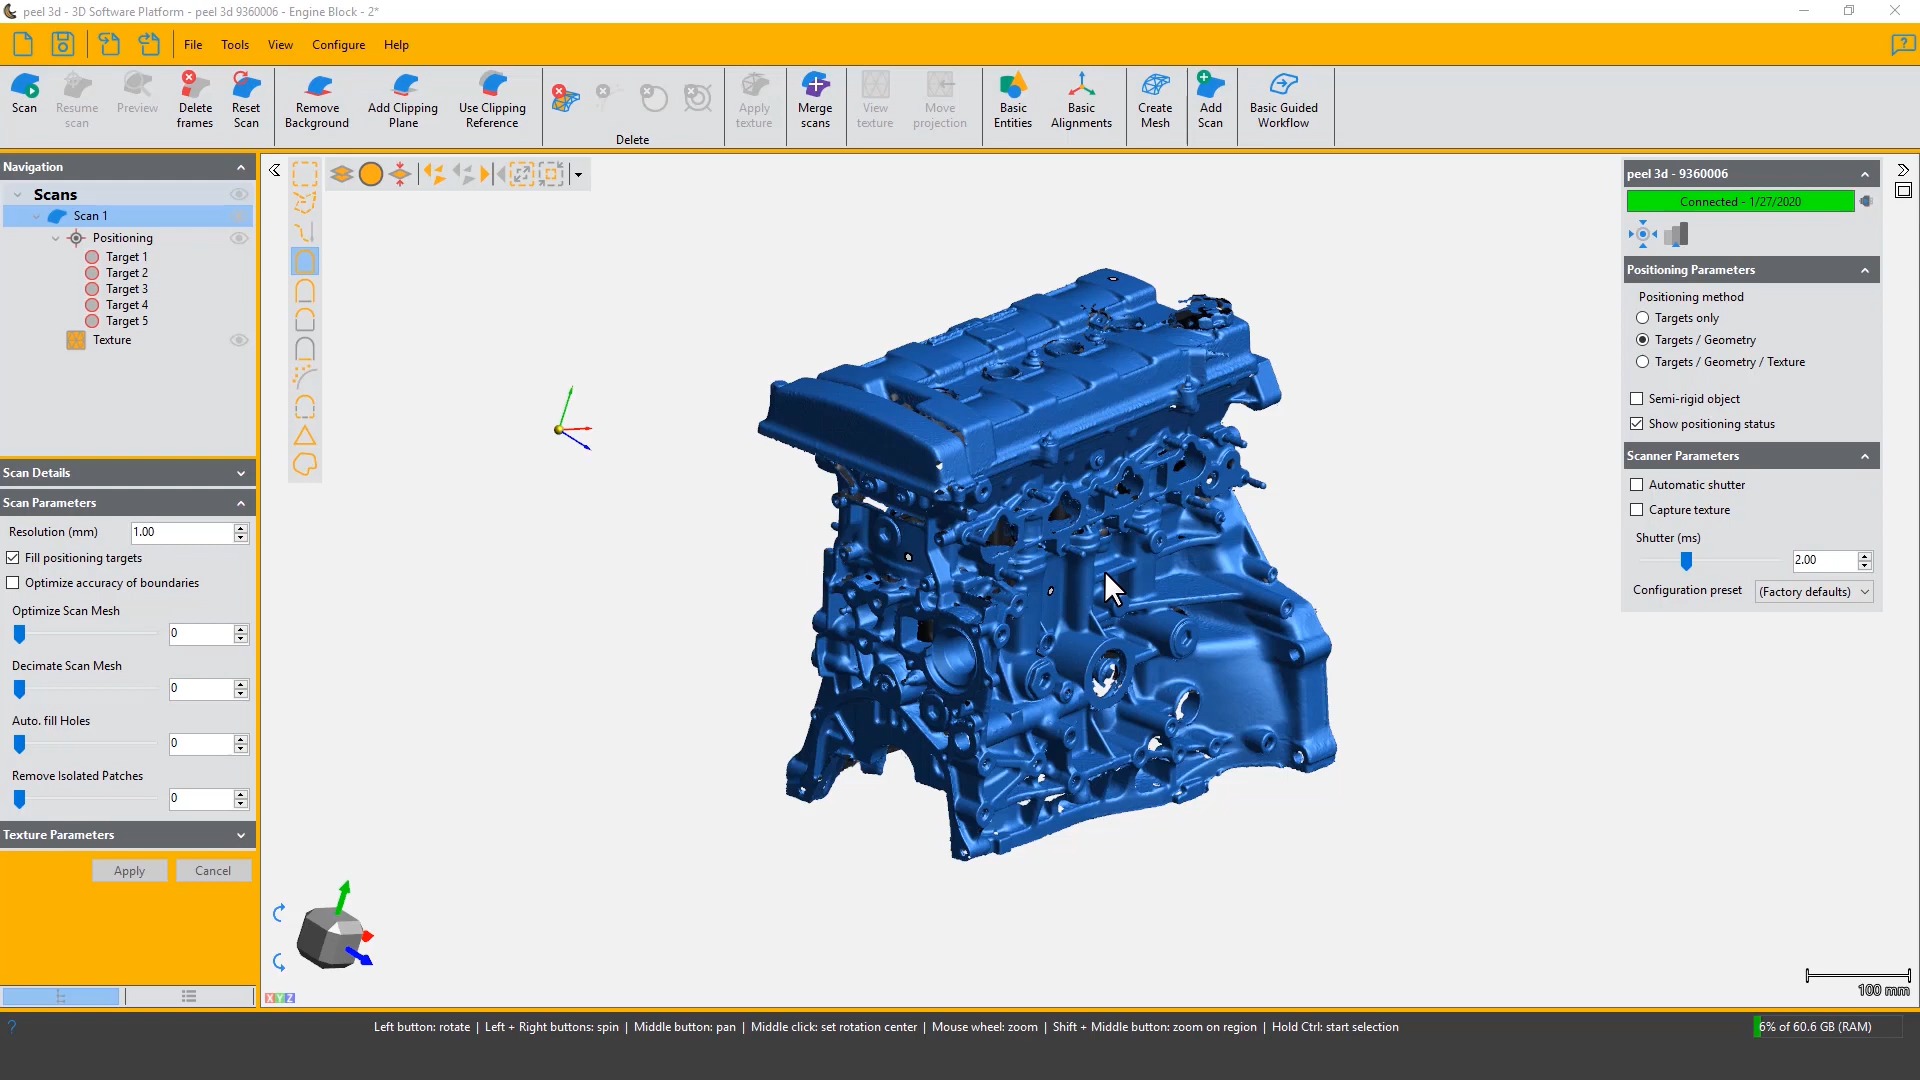 peel 3d - 3D Software Platform - peel 3d 9360006 - Engine Block - 2*
File Tools View Configure Help
Scan
Resume scan
Preview
Delete frames
Reset Scan
Remove Background
Add Clipping Plane
Use Clipping Reference
Delete
Apply texture
Merge scans
View texture
Move projection
Basic Entities
Basic Alignments
Create Mesh
Add Scan
Basic Guided Workflow
Navigation
Scans
Scan 1
Positioning
Target 1
Target 2
Target 3
Target 4
Target 5
Texture
Scan Details
Scan Parameters
Resolution (mm) 1.00
Fill positioning targets
Optimize accuracy of boundaries
Optimize Scan Mesh
0
Decimate Scan Mesh
0
Auto. fill Holes
0
Remove Isolated Patches
0
Texture Parameters
Apply Cancel
XYZ
peel 3d - 9360006
Connected - 1/27/2020
Positioning Parameters
Positioning method
Targets only
Targets / Geometry
Targets / Geometry / Texture
Semi-rigid object
Show positioning status
Scanner Parameters
Automatic shutter
Capture texture
Shutter (ms)
2.00
Configuration preset (Factory defaults)
100 mm
? Left button: rotate | Left + Right buttons: spin | Middle button: pan | Middle click: set rotation center | Mouse wheel: zoom | Shift + Middle button: zoom on region | Hold Ctrl: start selection
6% of 60.6 GB (RAM)